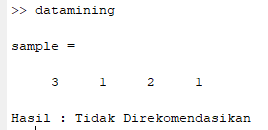 >> datamining
sample =
3 1 2 1
Hasil : Tidak Direkomendasikan